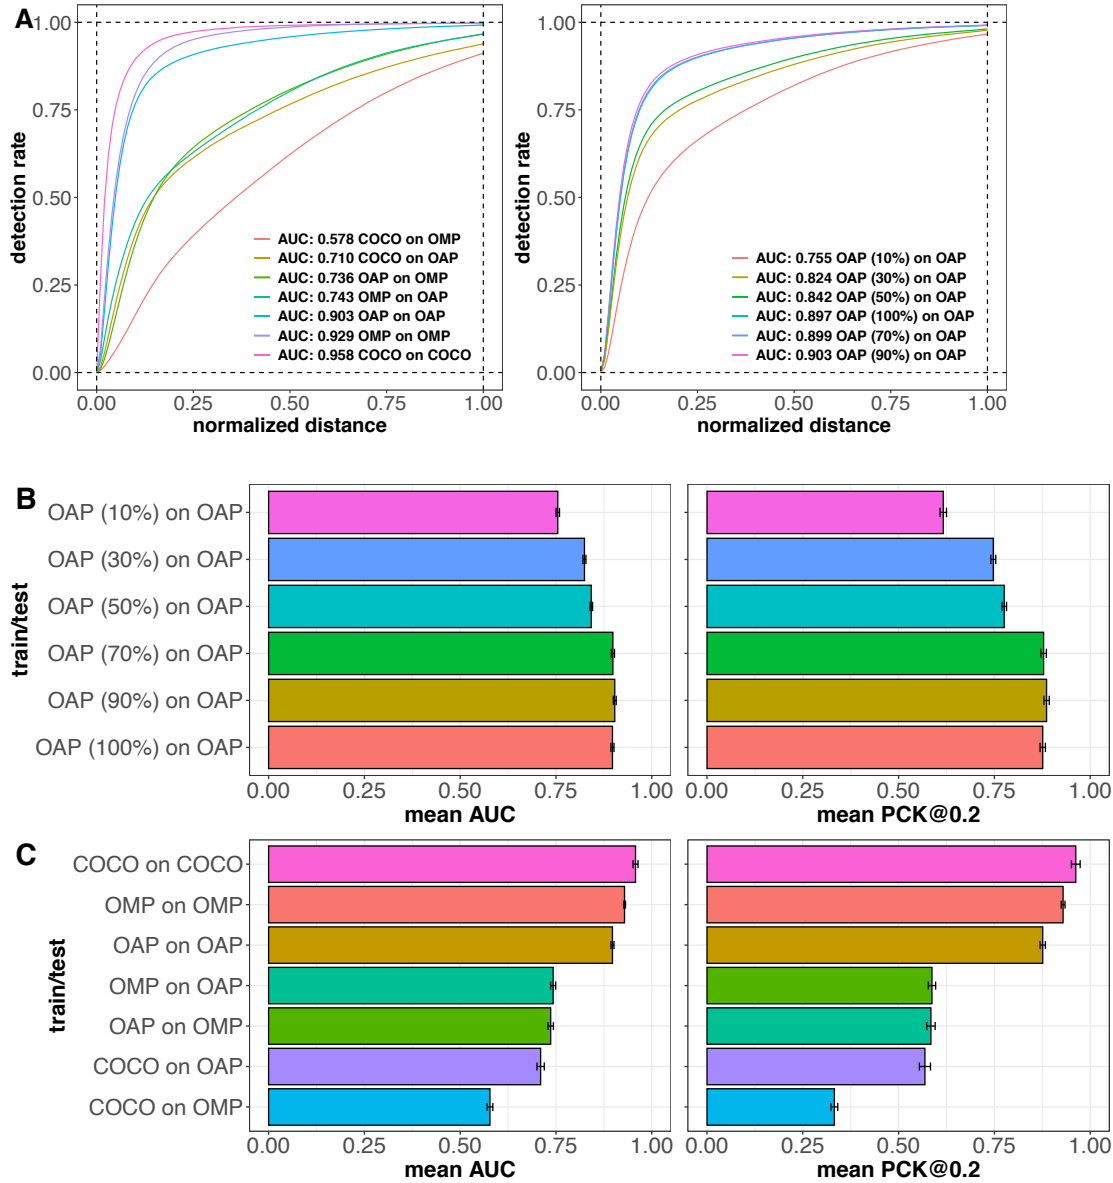 A
1.00
0.75
0.50
0.25
0.00
detection rate
AUC: 0.578 COCO on OMP
AUC: 0.710 COCO on OAP
AUC: 0.736 OAP on OMP
AUC: 0.743 OMP on OAP
AUC: 0.903 OAP on OAP
AUC: 0.929 OMP on OMP
AUC: 0.958 COCO on COCO
0.00 0.25 0.50 0.75 1.00
normalized distance
1.00
0.75
0.50
0.25
0.00
detection rate
AUC: 0.755 OAP (10%) on OAP
AUC: 0.824 OAP (30%) on OAP
AUC: 0.842 OAP (50%) on OAP
AUC: 0.897 OAP (100%) on OAP
AUC: 0.899 OAP (70%) on OAP
AUC: 0.903 OAP (90%) on OAP
0.00 0.25 0.50 0.75 1.00
normalized distance
B
train/test
OAP (10%) on OAP
OAP (30%) on OAP
OAP (50%) on OAP
OAP (70%) on OAP
OAP (90%) on OAP
OAP (100%) on OAP
0.00 0.25 0.50 0.75 1.00
mean AUC
0.00 0.25 0.50 0.75 1.00
mean PCK@0.2
C
train/test
COCO on COCO
OMP on OMP
OAP on OAP
OMP on OAP
OAP on OMP
COCO on OAP
COCO on OMP
0.00 0.25 0.50 0.75 1.00
mean AUC
0.00 0.25 0.50 0.75 1.00
mean PCK@0.2